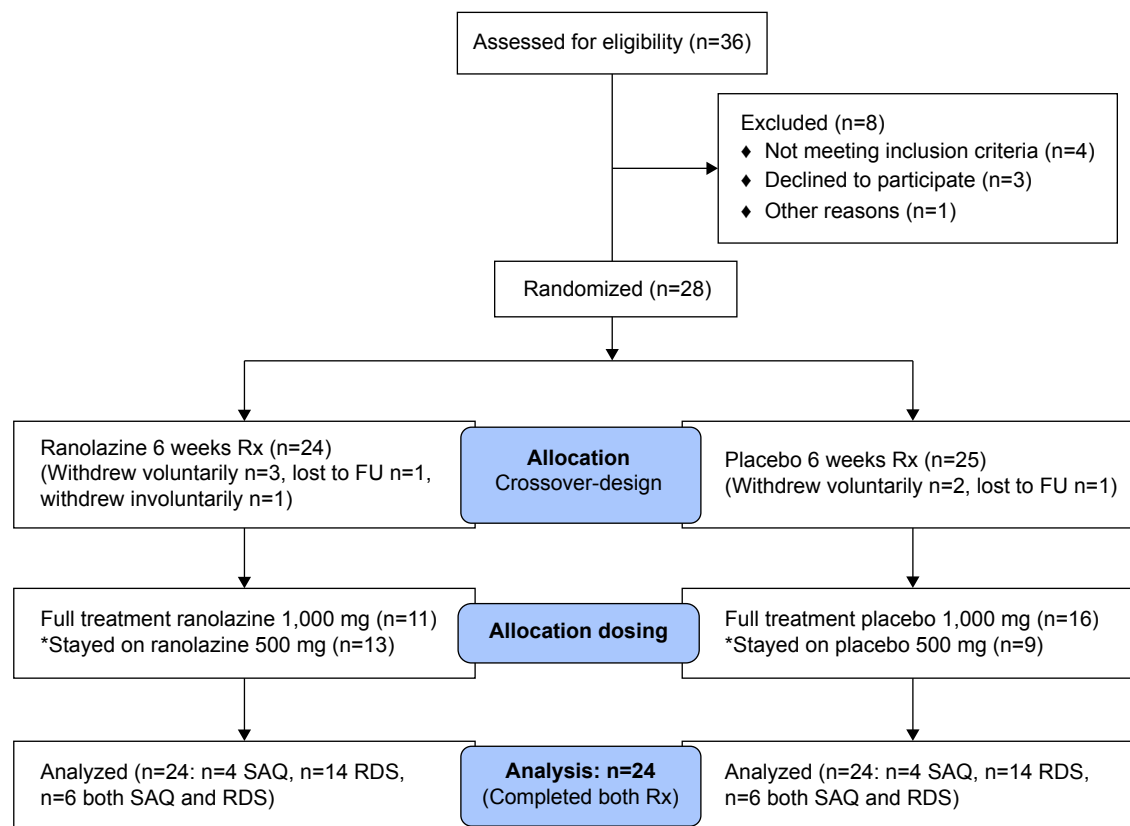 Assessed for eligibility (n=36)
Excluded (n=8)
♦ Not meeting inclusion criteria (n=4)
♦ Declined to participate (n=3)
♦ Other reasons (n=1)
Randomized (n=28)
Ranolazine 6 weeks Rx (n=24)
(Withdrew voluntarily n=3, lost to FU n=1,
withdrew involuntarily n=1)
Allocation
Crossover-design
Placebo 6 weeks Rx (n=25)
(Withdrew voluntarily n=2, lost to FU n=1)
Full treatment ranolazine 1,000 mg (n=11)
*Stayed on ranolazine 500 mg (n=13)
Allocation dosing
Full treatment placebo 1,000 mg (n=16)
*Stayed on placebo 500 mg (n=9)
Analyzed (n=24: n=4 SAQ, n=14 RDS,
n=6 both SAQ and RDS)
Analysis: n=24
(Completed both Rx)
Analyzed (n=24: n=4 SAQ, n=14 RDS,
n=6 both SAQ and RDS)